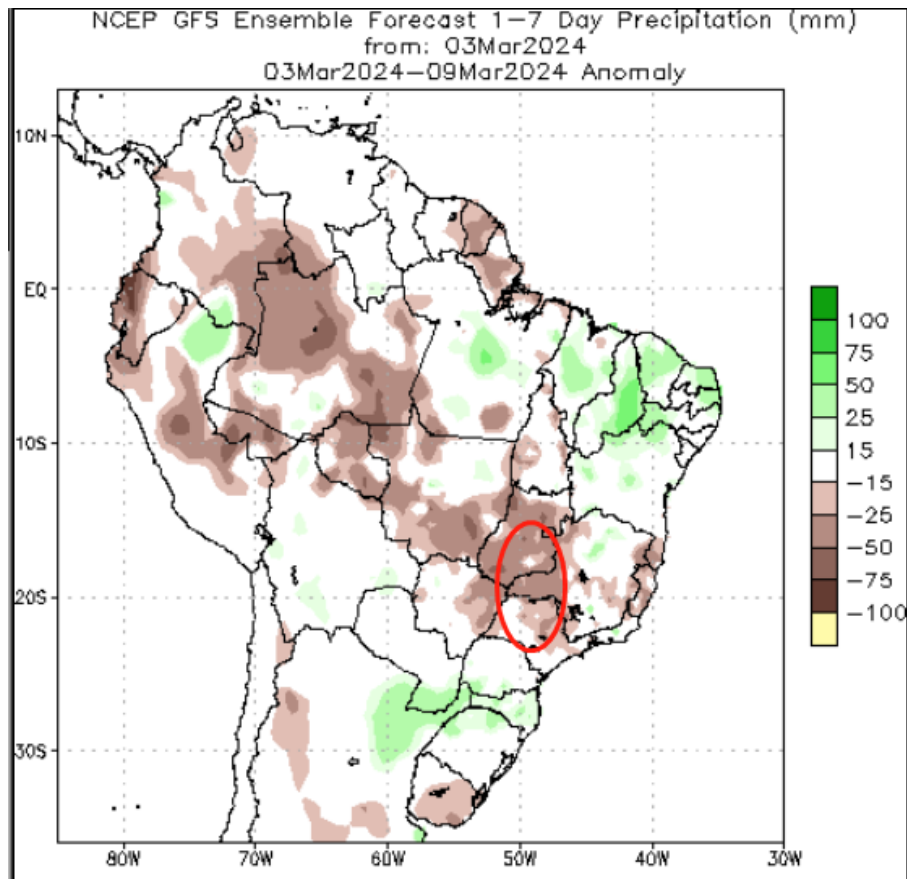 NCEP GFS Ensemble Forecast 1–7 Day Precipitation (mm)
from: 03Mar2024
03Mar2024–09Mar2024 Anomaly
10N
EQ
10S
20S
30S
80W
70W
60W
50W
40W
30W
100
75
50
25
15
−15
−25
−50
−75
−100